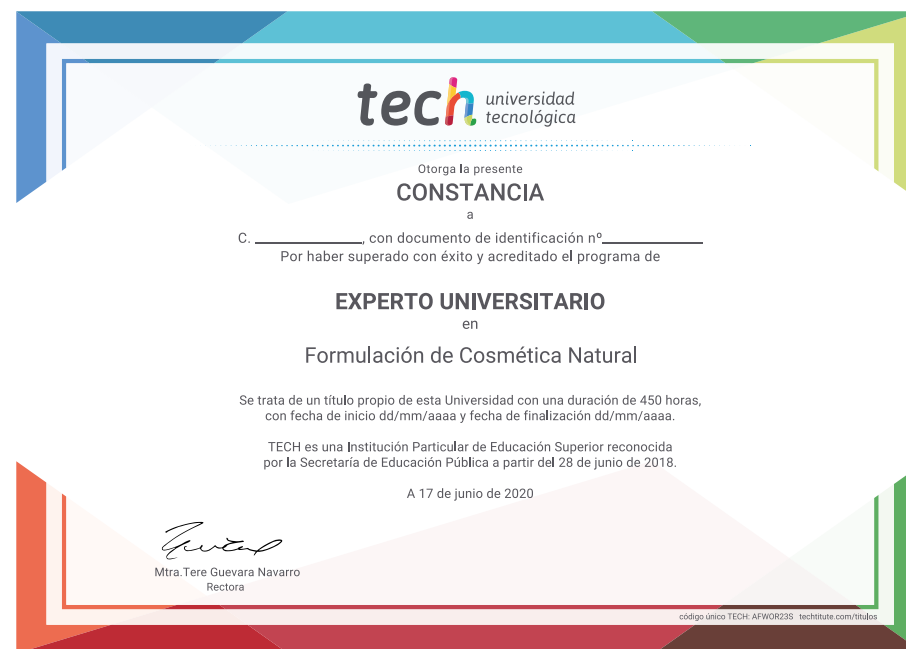 tech universidad
tecnológica
Otorga la presente
CONSTANCIA
a
C. ____________, con documento de identificación nº____________
Por haber superado con éxito y acreditado el programa de
EXPERTO UNIVERSITARIO
en
Formulación de Cosmética Natural
Se trata de un título propio de esta Universidad con una duración de 450 horas,
con fecha de inicio dd/mm/aaaa y fecha de finalización dd/mm/aaaa.
TECH es una Institución Particular de Educación Superior reconocida
por la Secretaría de Educación Pública a partir del 28 de junio de 2018.
A 17 de junio de 2020
Mtra.Tere Guevara Navarro
Rectora
código único TECH: AFWOR23S techtitute.com/titulos